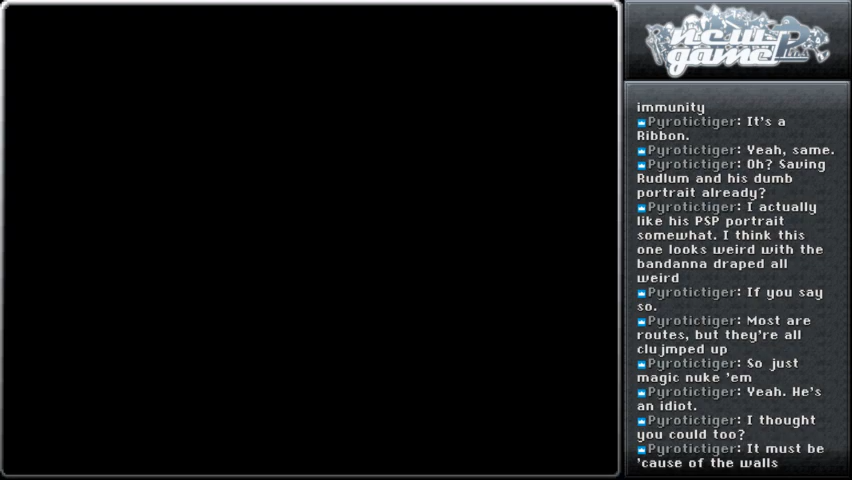 new
game Plus
immunity
Pyrotictiger: It's a
Ribbon.
Pyrotictiger: Yeah, same.
Pyrotictiger: Oh? Saving
Rudlum and his dumb
portrait already?
Pyrotictiger: I actually
like his PSP portrait
somewhat. I think this
one looks weird with the
bandanna draped all
weird
Pyrotictiger: If you say
so.
Pyrotictiger: Most are
routes, but they're all
clujmped up
Pyrotictiger: So just
magic nuke 'em
Pyrotictiger: Yeah. He's
an idiot.
Pyrotictiger: I thought
you could too?
Pyrotictiger: It must be
'cause of the walls